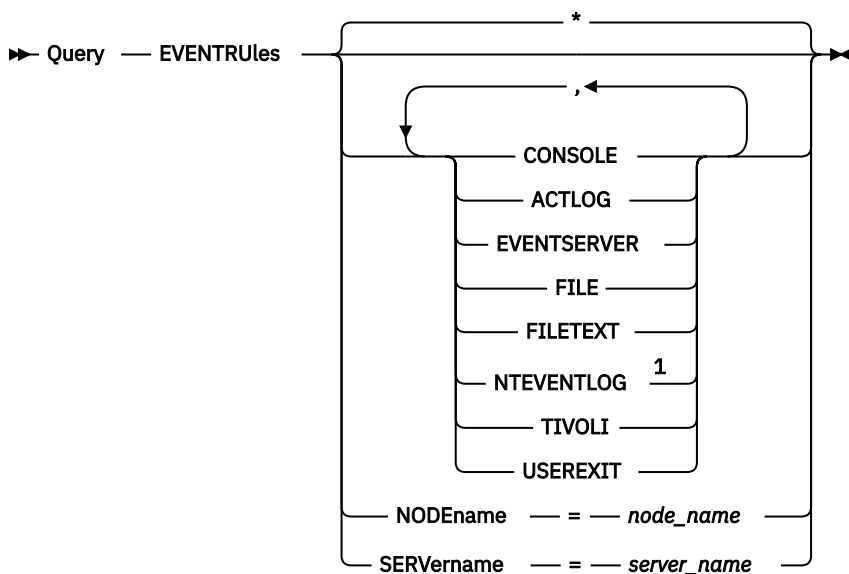 *
Query EVENTRUles
,
CONSOLE
ACTLOG
EVENTSERVER
FILE
FILETEXT
NTEVENTLOG 1
TIVOLI
USEREXIT
NODEname = node_name
SERVername = server_name